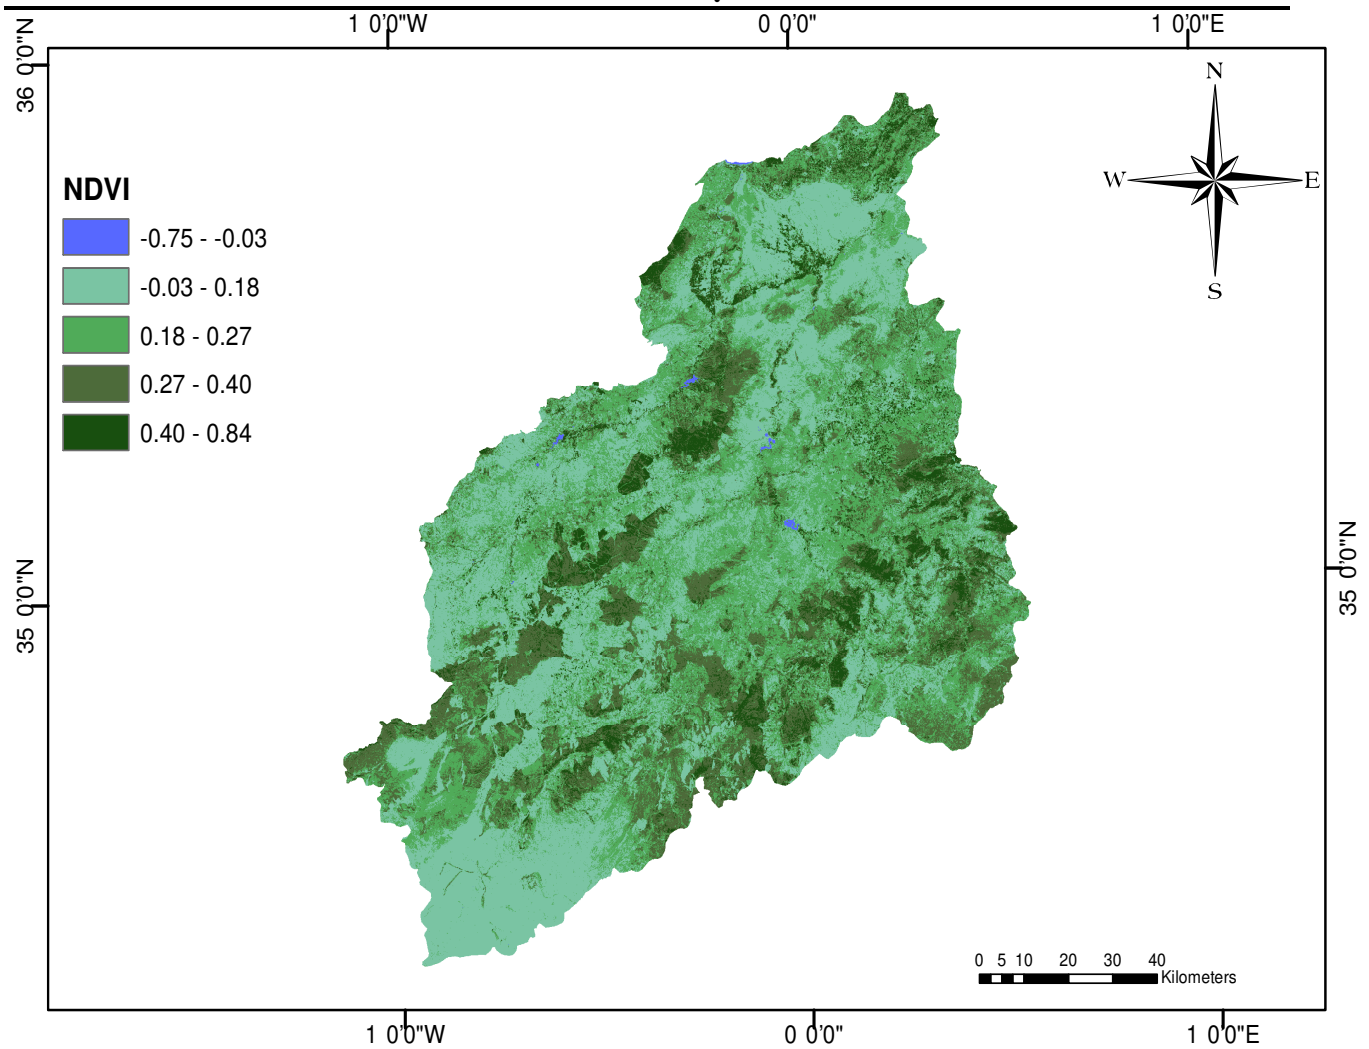 1 0'0"W 0 0'0" 1 0'0"E
36 0'0"N
N
W E
S
NDVI
-0.75 - -0.03
-0.03 - 0.18
0.18 - 0.27
0.27 - 0.40
0.40 - 0.84
35 0'0"N
35 0'0"N
0 5 10 20 30 40
Kilometers
1 0'0"W 0 0'0" 1 0'0"E